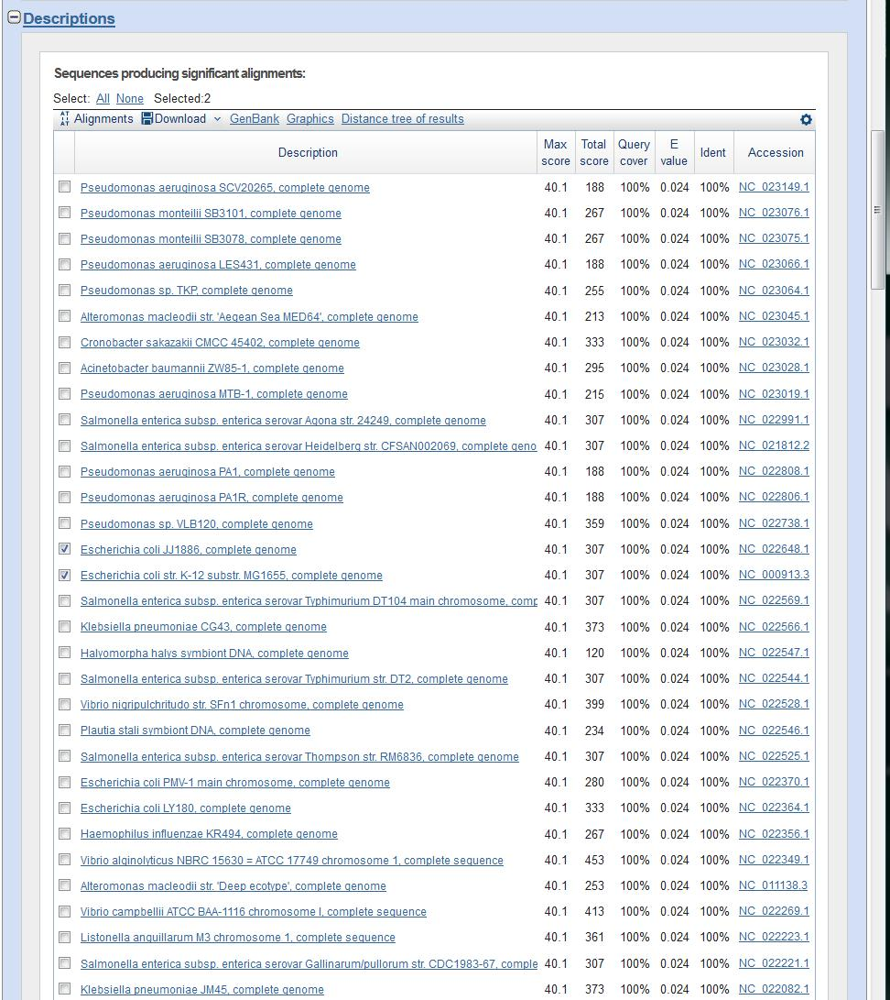 Descriptions
Sequences producing significant alignments:
Select: All None Selected:2
Alignments Download GenBank Graphics Distance tree of results
Description Max score Total score Query cover E value Ident Accession
Pseudomonas aeruginosa SCV20265, complete genome 40.1 188 100% 0.024 100% NC_023149.1
Pseudomonas monteilii SB3101, complete genome 40.1 267 100% 0.024 100% NC_023076.1
Pseudomonas monteilii SB3078, complete genome 40.1 267 100% 0.024 100% NC_023075.1
Pseudomonas aeruginosa LES431, complete genome 40.1 188 100% 0.024 100% NC_023066.1
Pseudomonas sp. TKP, complete genome 40.1 255 100% 0.024 100% NC_023064.1
Alteromonas macleodii str. 'Aegean Sea MED64', complete genome 40.1 213 100% 0.024 100% NC_023045.1
Cronobacter sakazakii CMCC 45402, complete genome 40.1 333 100% 0.024 100% NC_023032.1
Acinetobacter baumannii ZW85-1, complete genome 40.1 295 100% 0.024 100% NC_023028.1
Pseudomonas aeruginosa MTB-1, complete genome 40.1 215 100% 0.024 100% NC_023019.1
Salmonella enterica subsp. enterica serovar Agona str. 24249, complete genome 40.1 307 100% 0.024 100% NC_022991.1
Salmonella enterica subsp. enterica serovar Heidelberg str. CFSAN002069, complete geno 40.1 307 100% 0.024 100% NC_021812.2
Pseudomonas aeruginosa PA1, complete genome 40.1 188 100% 0.024 100% NC_022808.1
Pseudomonas aeruginosa PA1R, complete genome 40.1 188 100% 0.024 100% NC_022806.1
Pseudomonas sp. VLB120, complete genome 40.1 359 100% 0.024 100% NC_022738.1
Escherichia coli JJ1886, complete genome 40.1 307 100% 0.024 100% NC_022648.1
Escherichia coli str. K-12 substr. MG1655, complete genome 40.1 307 100% 0.024 100% NC_000913.3
Salmonella enterica subsp. enterica serovar Typhimurium DT104 main chromosome, comp 40.1 307 100% 0.024 100% NC_022569.1
Klebsiella pneumoniae CG43, complete genome 40.1 373 100% 0.024 100% NC_022566.1
Halyomorpha halys symbiont DNA, complete genome 40.1 120 100% 0.024 100% NC_022547.1
Salmonella enterica subsp. enterica serovar Typhimurium str. DT2, complete genome 40.1 307 100% 0.024 100% NC_022544.1
Vibrio nigripulchritudo str. SFn1 chromosome, complete genome 40.1 399 100% 0.024 100% NC_022528.1
Plautia stali symbiont DNA, complete genome 40.1 234 100% 0.024 100% NC_022546.1
Salmonella enterica subsp. enterica serovar Thompson str. RM6836, complete genome 40.1 307 100% 0.024 100% NC_022525.1
Escherichia coli PMV-1 main chromosome, complete genome 40.1 280 100% 0.024 100% NC_022370.1
Escherichia coli LY180, complete genome 40.1 333 100% 0.024 100% NC_022364.1
Haemophilus influenzae KR494, complete genome 40.1 267 100% 0.024 100% NC_022356.1
Vibrio alginolyticus NBRC 15630 = ATCC 17749 chromosome 1, complete sequence 40.1 453 100% 0.024 100% NC_022349.1
Alteromonas macleodii str. 'Deep ecotype', complete genome 40.1 253 100% 0.024 100% NC_011138.3
Vibrio campbellii ATCC BAA-1116 chromosome I, complete sequence 40.1 413 100% 0.024 100% NC_022269.1
Listonella anguillarum M3 chromosome 1, complete sequence 40.1 361 100% 0.024 100% NC_022223.1
Salmonella enterica subsp. enterica serovar Gallinarum/pullorum str. CDC1983-67, comple 40.1 307 100% 0.024 100% NC_022221.1
Klebsiella pneumoniae JM45, complete genome 40.1 373 100% 0.024 100% NC_022082.1